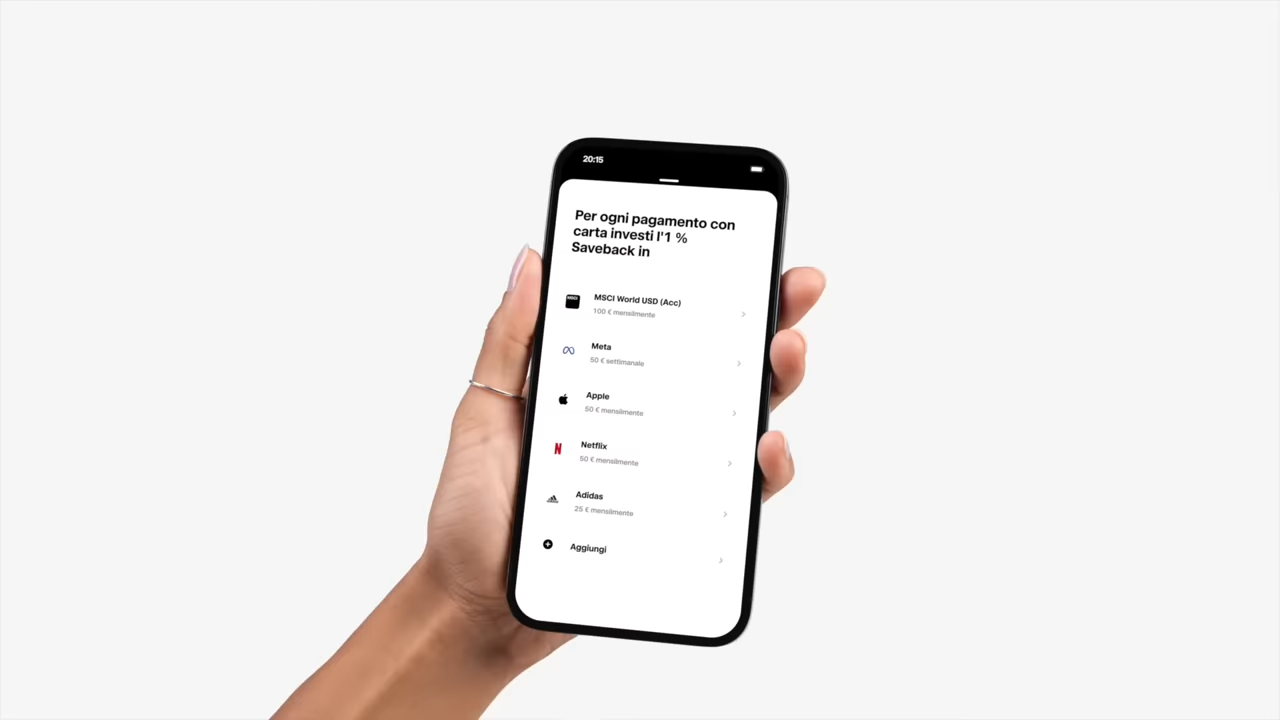 20:15
Per ogni pagamento con
carta investi l'1 %
Saveback in
MSCI
MSCI World USD (Acc)
100 € mensilmente
Meta
50 € settimanale
Apple
50 € mensilmente
N
Netflix
50 € mensilmente
Adidas
25 € mensilmente
Aggiungi